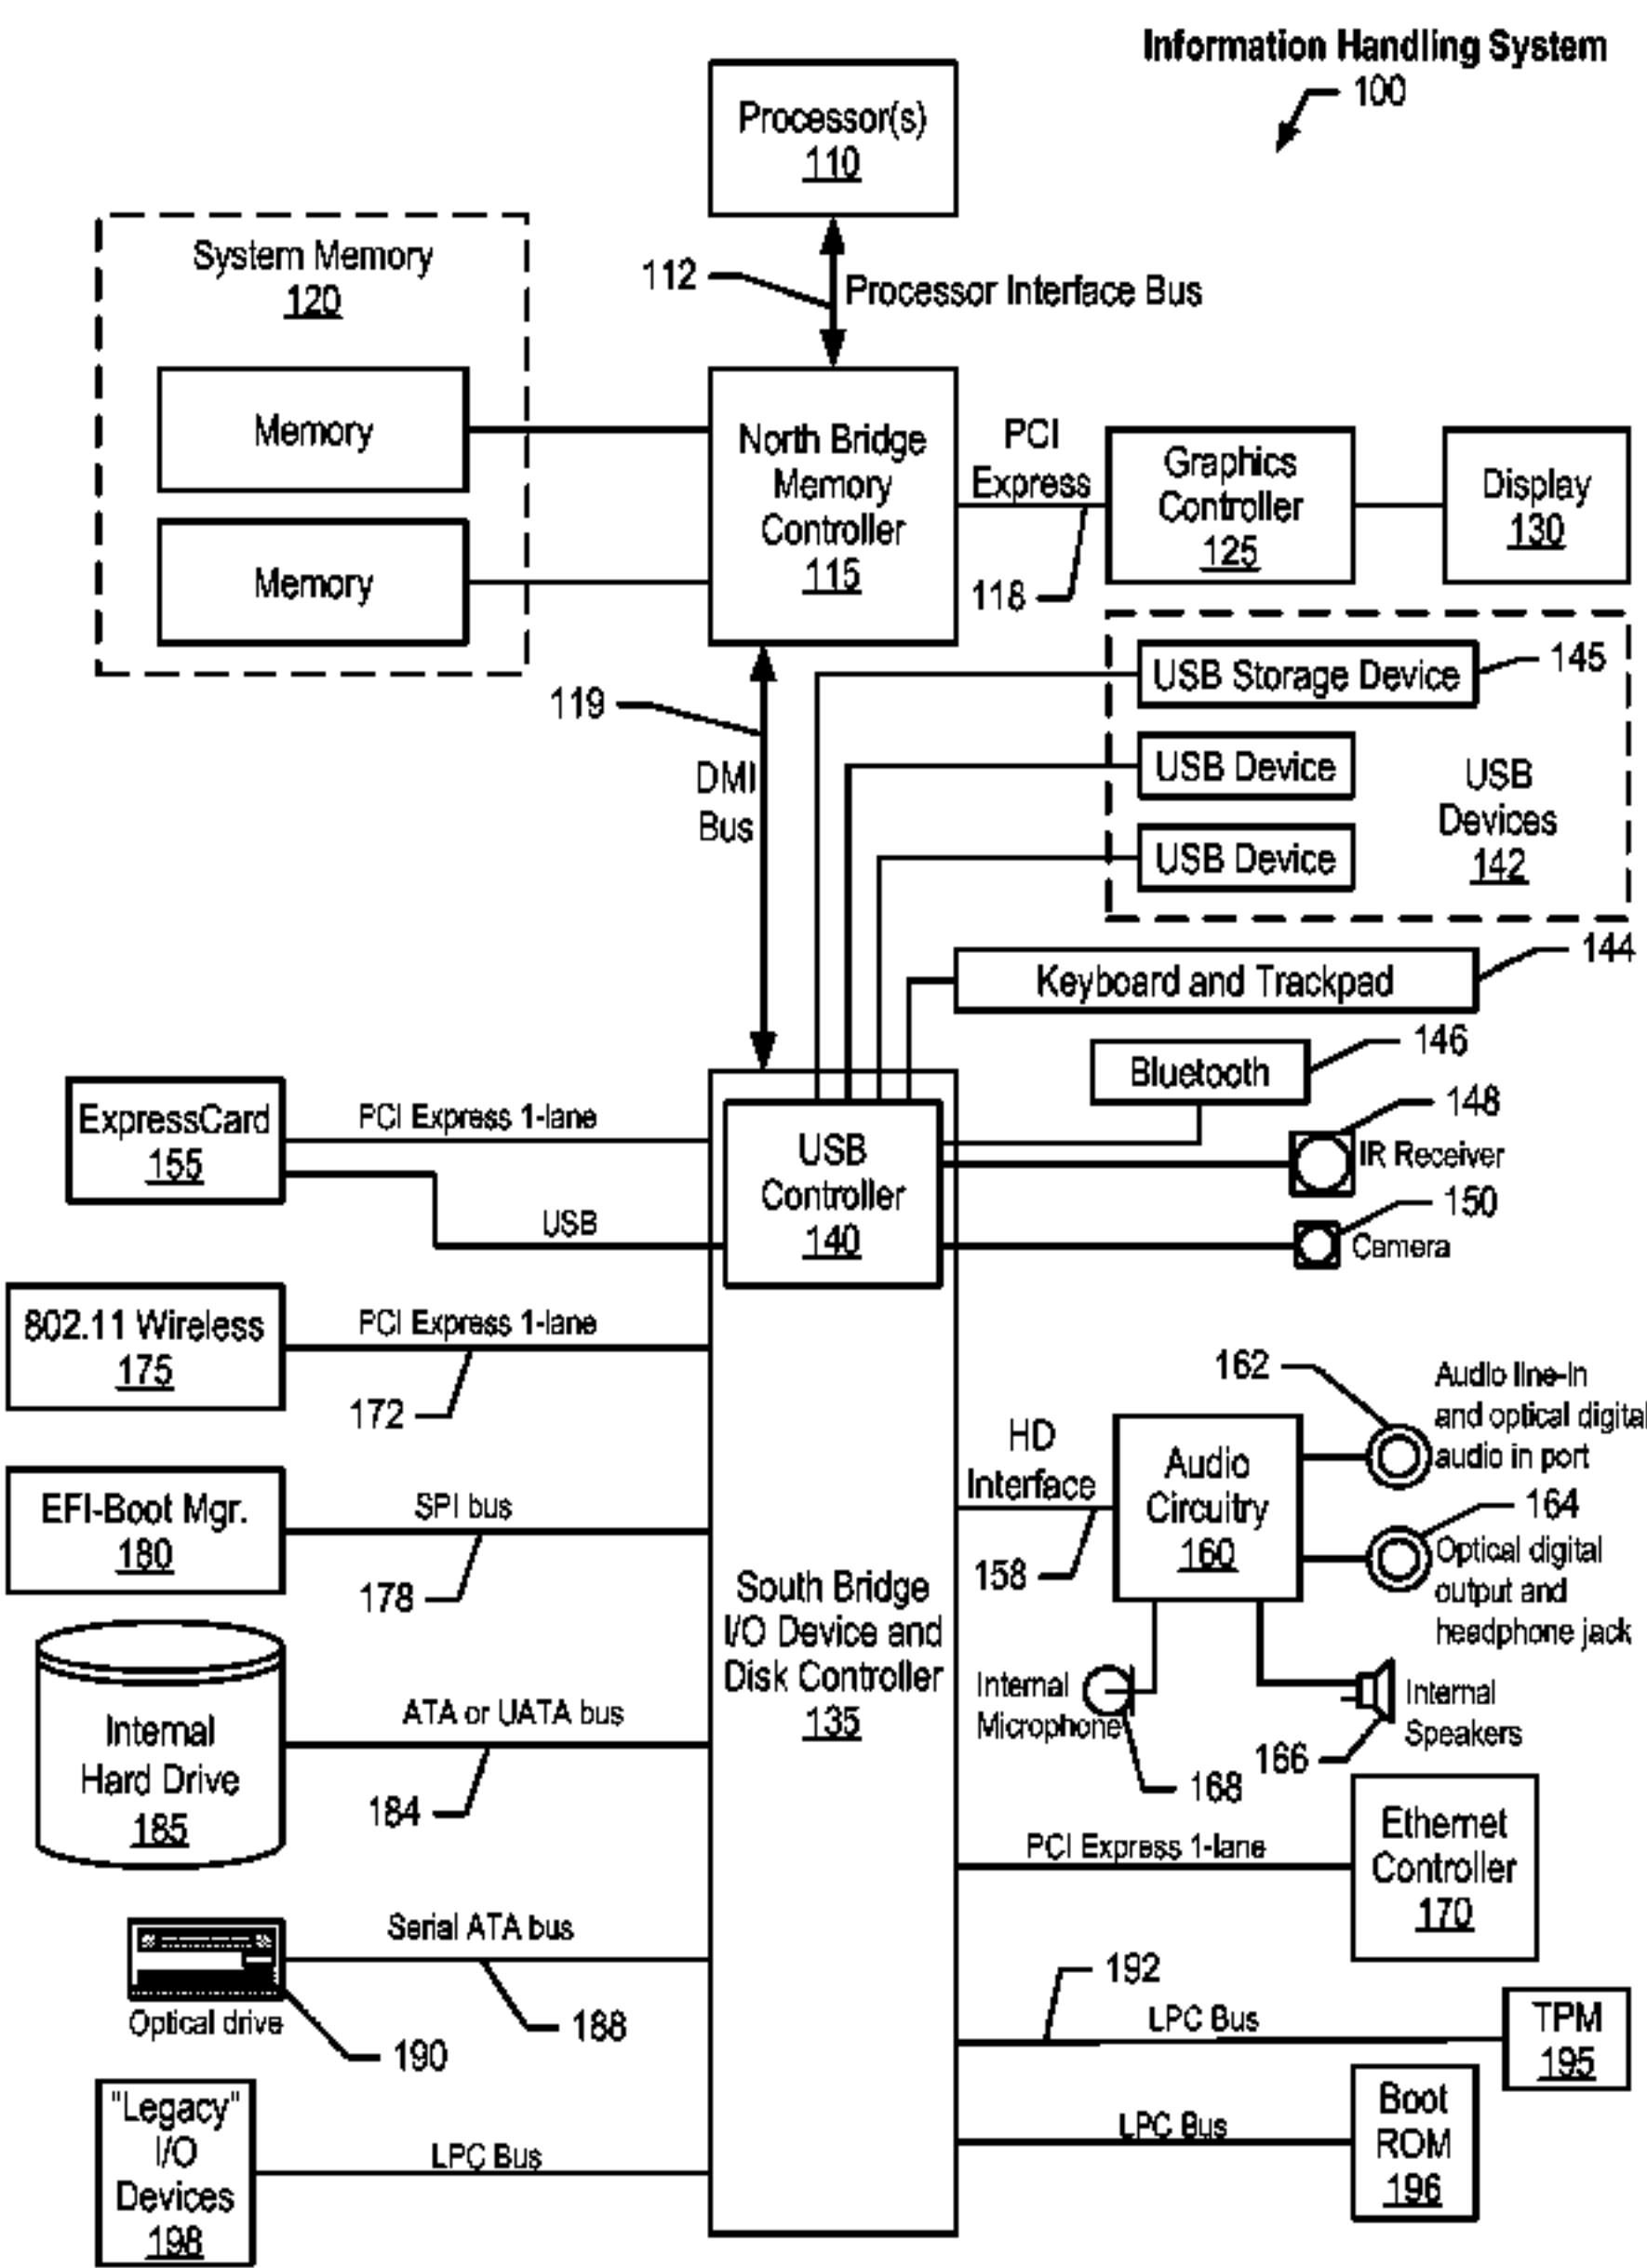 Information Handling System
100
Processor(s)
110
System Memory
120
112
Processor Interface Bus
Memory
Memory
North Bridge
Memory
Controller
115
PCI
Express
118
Graphics
Controller
125
Display
130
119
DMI
Bus
USB Storage Device
145
USB Device
USB Device
USB
Devices
142
Keyboard and Trackpad
144
Bluetooth
146
148
IR Receiver
150
Camera
ExpressCard
155
PCI Express 1-lane
USB
USB
Controller
140
802.11 Wireless
175
PCI Express 1-lane
172
EFI-Boot Mgr.
180
SPI bus
178
South Bridge
I/O Device and
Disk Controller
135
HD
Interface
158
Audio
Circuitry
160
162
Audio line-in
and optical digital
audio in port
164
Optical digital
output and
headphone jack
Internal
Microphone
168
166
Internal
Speakers
Internal
Hard Drive
185
ATA or UATA bus
184
PCI Express 1-lane
Ethernet
Controller
170
Optical drive
190
Serial ATA bus
188
192
LPC Bus
TPM
195
"Legacy"
I/O
Devices
198
LPC Bus
LPC Bus
Boot
ROM
196